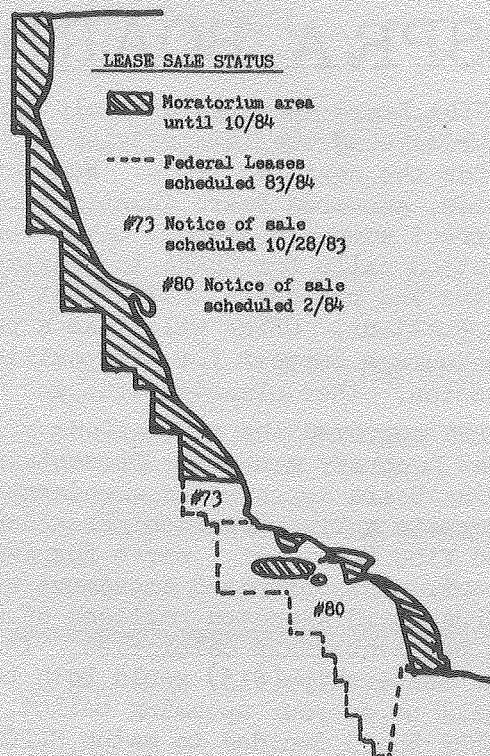 LEASE SALE STATUS
Moratorium area
until 10/84
Federal Leases
scheduled 83/84
#73 Notice of sale
scheduled 10/28/83
#80 Notice of sale
scheduled 2/84
#73
#80